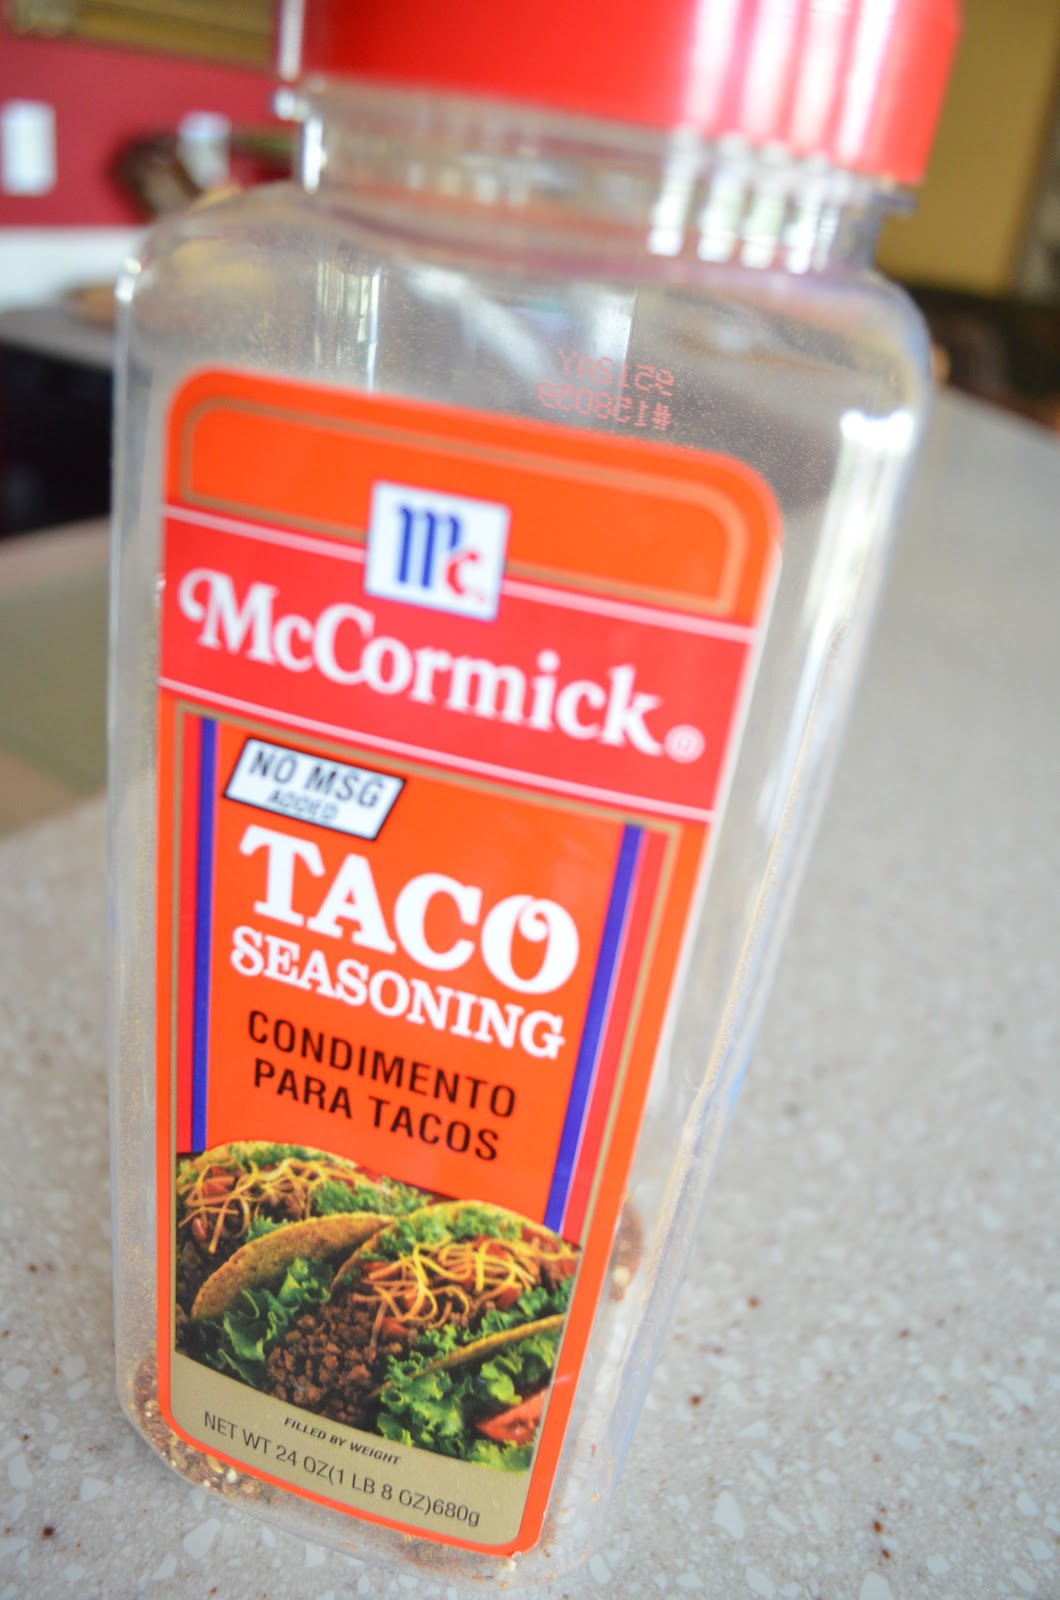 Mc
McCormick®
NO MSG
ADDED
TACO
SEASONING
CONDIMENTO
PARA TACOS
FILLED BY WEIGHT
NET WT 24 OZ(1 LB 8 OZ)680g